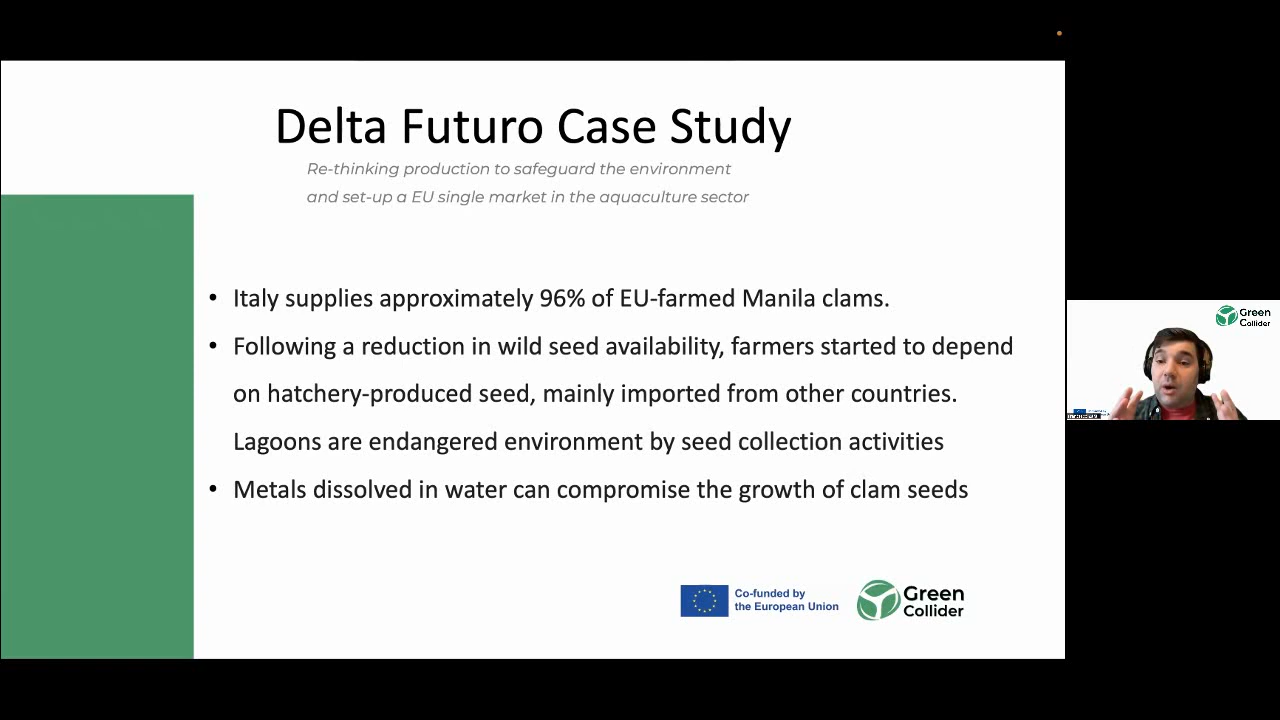 Delta Futuro Case Study
Re-thinking production to safeguard the environment
and set-up a EU single market in the aquaculture sector
• Italy supplies approximately 96% of EU-farmed Manila clams.
• Following a reduction in wild seed availability, farmers started to depend
on hatchery-produced seed, mainly imported from other countries.
Lagoons are endangered environment by seed collection activities
• Metals dissolved in water can compromise the growth of clam seeds
Co-funded by
the European Union
Green
Collider
Green
Collider